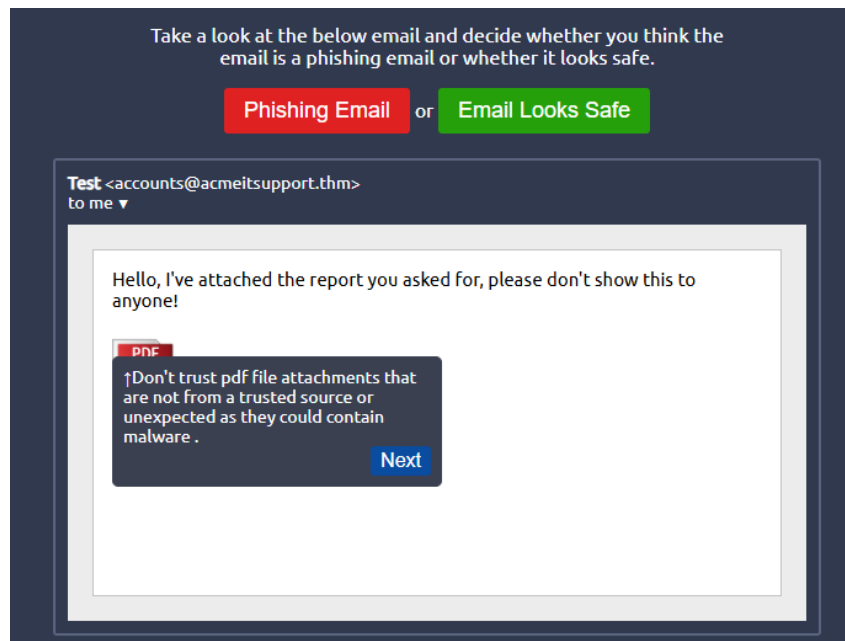 Take a look at the below email and decide whether you think the
email is a phishing email or whether it looks safe.
Phishing Email or Email Looks Safe
Test <accounts@acmeitsupport.thm>
to me ▾
Hello, I've attached the report you asked for, please don't show this to
anyone!
PDF
↑Don't trust pdf file attachments that
are not from a trusted source or
unexpected as they could contain
malware .
Next